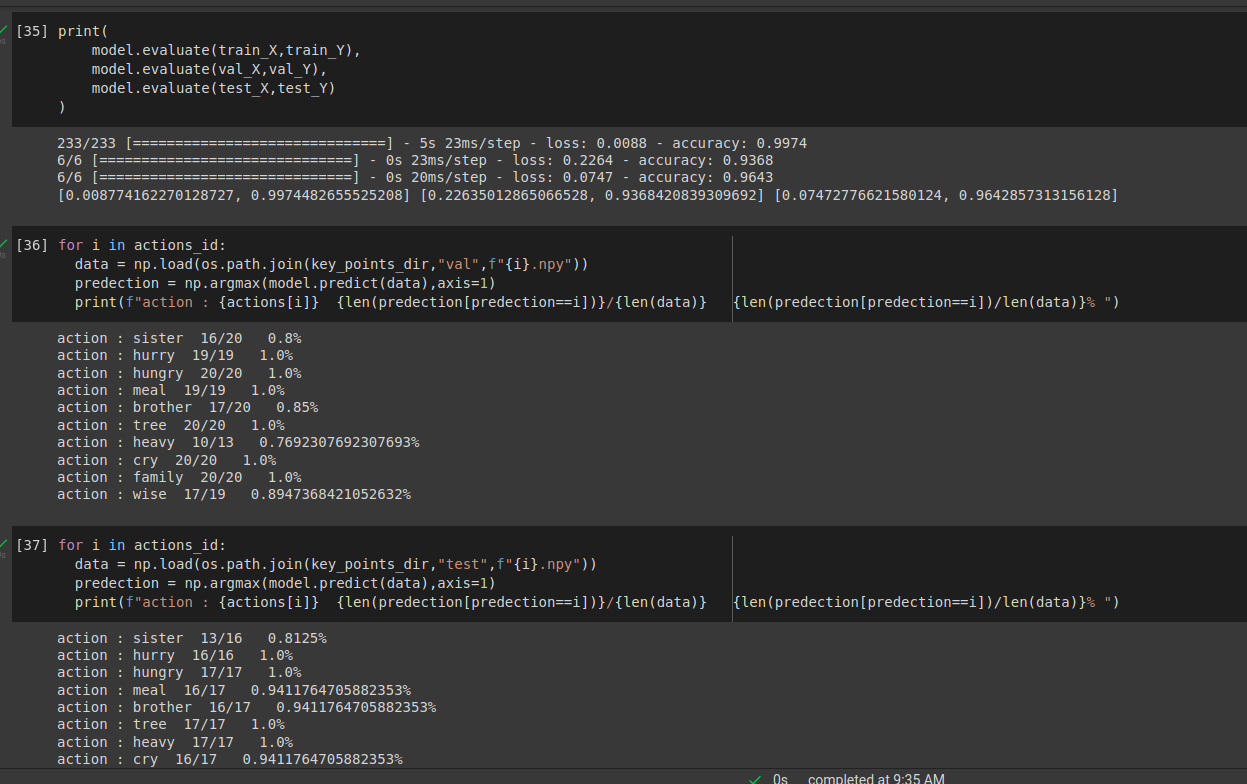 [35] print(
model.evaluate(train_X,train_Y),
model.evaluate(val_X,val_Y),
model.evaluate(test_X,test_Y)
)
233/233 [==============================] - 5s 23ms/step - loss: 0.0088 - accuracy: 0.9974
6/6 [==============================] - 0s 23ms/step - loss: 0.2264 - accuracy: 0.9368
6/6 [==============================] - 0s 20ms/step - loss: 0.0747 - accuracy: 0.9643
[0.008774162270128727, 0.9974482655525208] [0.22635012865066528, 0.9368420839309692] [0.07472776621580124, 0.9642857313156128]
[36] for i in actions_id:
data = np.load(os.path.join(key_points_dir,"val",f"{i}.npy"))
predection = np.argmax(model.predict(data),axis=1)
print(f"action : {actions[i]}  {len(predection[predection==i])}/{len(data)}   {len(predection[predection==i])/len(data)}% ")
action : sister  16/20   0.8%
action : hurry  19/19   1.0%
action : hungry  20/20   1.0%
action : meal  19/19   1.0%
action : brother  17/20   0.85%
action : tree  20/20   1.0%
action : heavy  10/13   0.7692307692307693%
action : cry  20/20   1.0%
action : family  20/20   1.0%
action : wise  17/19   0.8947368421052632%
[37] for i in actions_id:
data = np.load(os.path.join(key_points_dir,"test",f"{i}.npy"))
predection = np.argmax(model.predict(data),axis=1)
print(f"action : {actions[i]}  {len(predection[predection==i])}/{len(data)}   {len(predection[predection==i])/len(data)}% ")
action : sister  13/16   0.8125%
action : hurry  16/16   1.0%
action : hungry  17/17   1.0%
action : meal  16/17   0.9411764705882353%
action : brother  16/17   0.9411764705882353%
action : tree  17/17   1.0%
action : heavy  17/17   1.0%
action : cry  16/17   0.9411764705882353%
0s completed at 9:35 AM